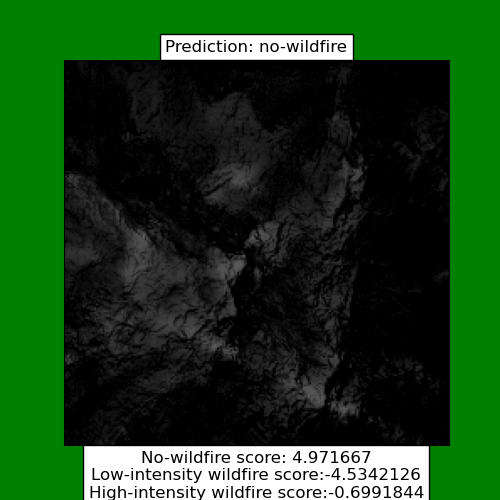 Prediction: no-wildfire
No-wildfire score: 4.971667
Low-intensity wildfire score:-4.5342126
High-intensity wildfire score:-0.6991844